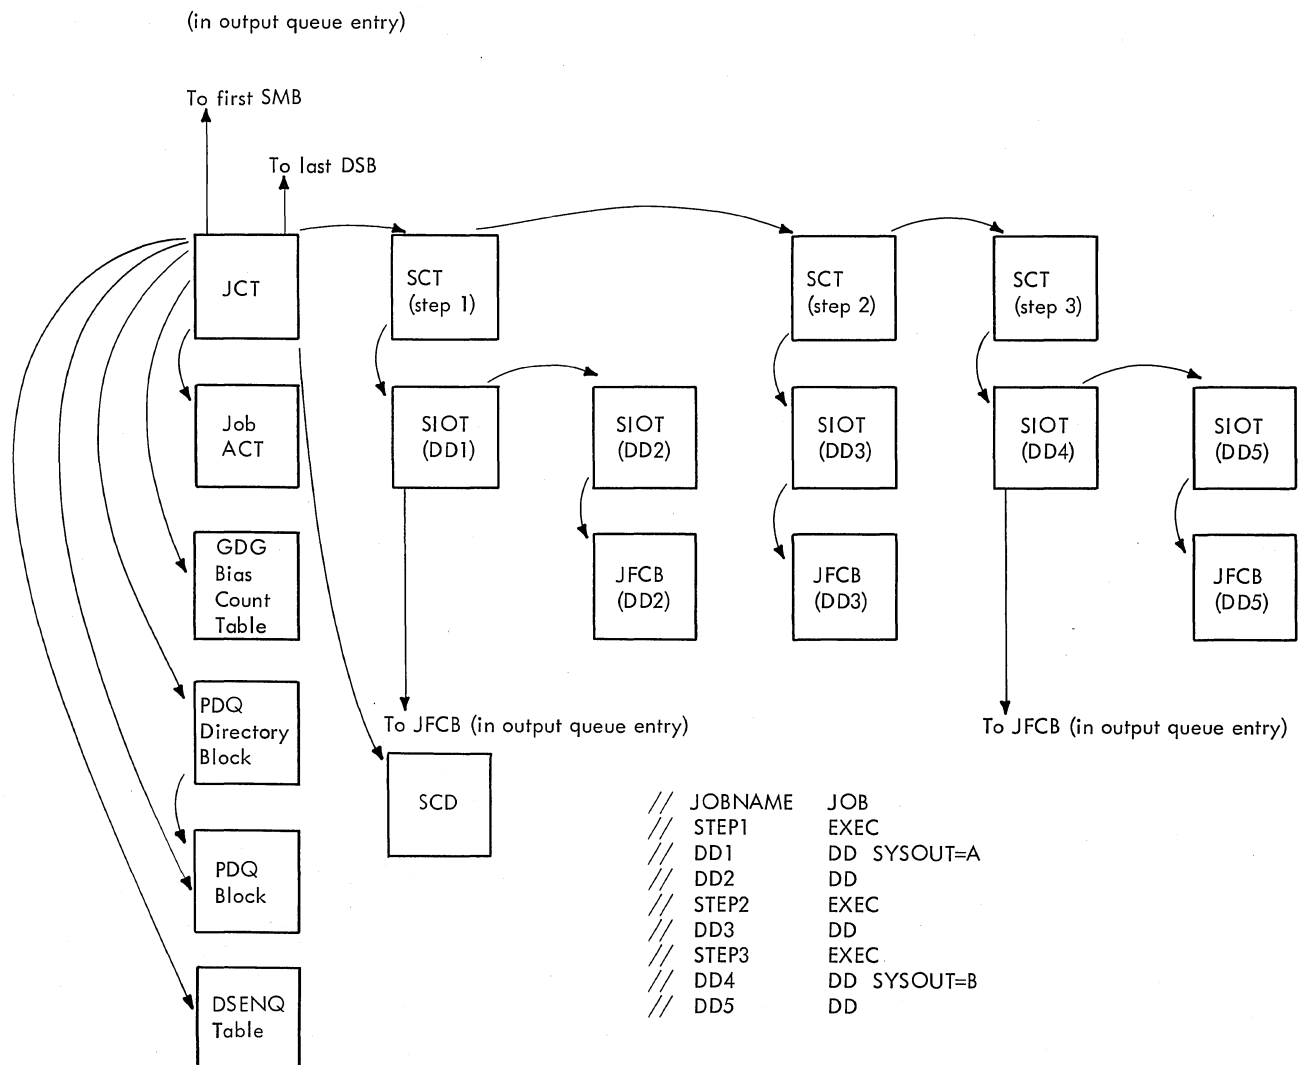 (in output queue entry)
To first SMB
To last DSB
JCT
SCT
(step 1)
SCT
(step 2)
SCT
(step 3)
Job
ACT
SIOT
(DD1)
SIOT
(DD2)
SIOT
(DD3)
SIOT
(DD4)
SIOT
(DD5)
GDG
Bias
Count
Table
JFCB
(DD2)
JFCB
(DD3)
JFCB
(DD5)
PDQ
Directory
Block
To JFCB (in output queue entry)
To JFCB (in output queue entry)
SCD
PDQ
Block
DSENQ
Table
// JOBNAME JOB
// STEP1 EXEC
// DD1 DD SYSOUT=A
// DD2 DD
// STEP2 EXEC
// DD3 DD
// STEP3 EXEC
// DD4 DD SYSOUT=B
// DD5 DD